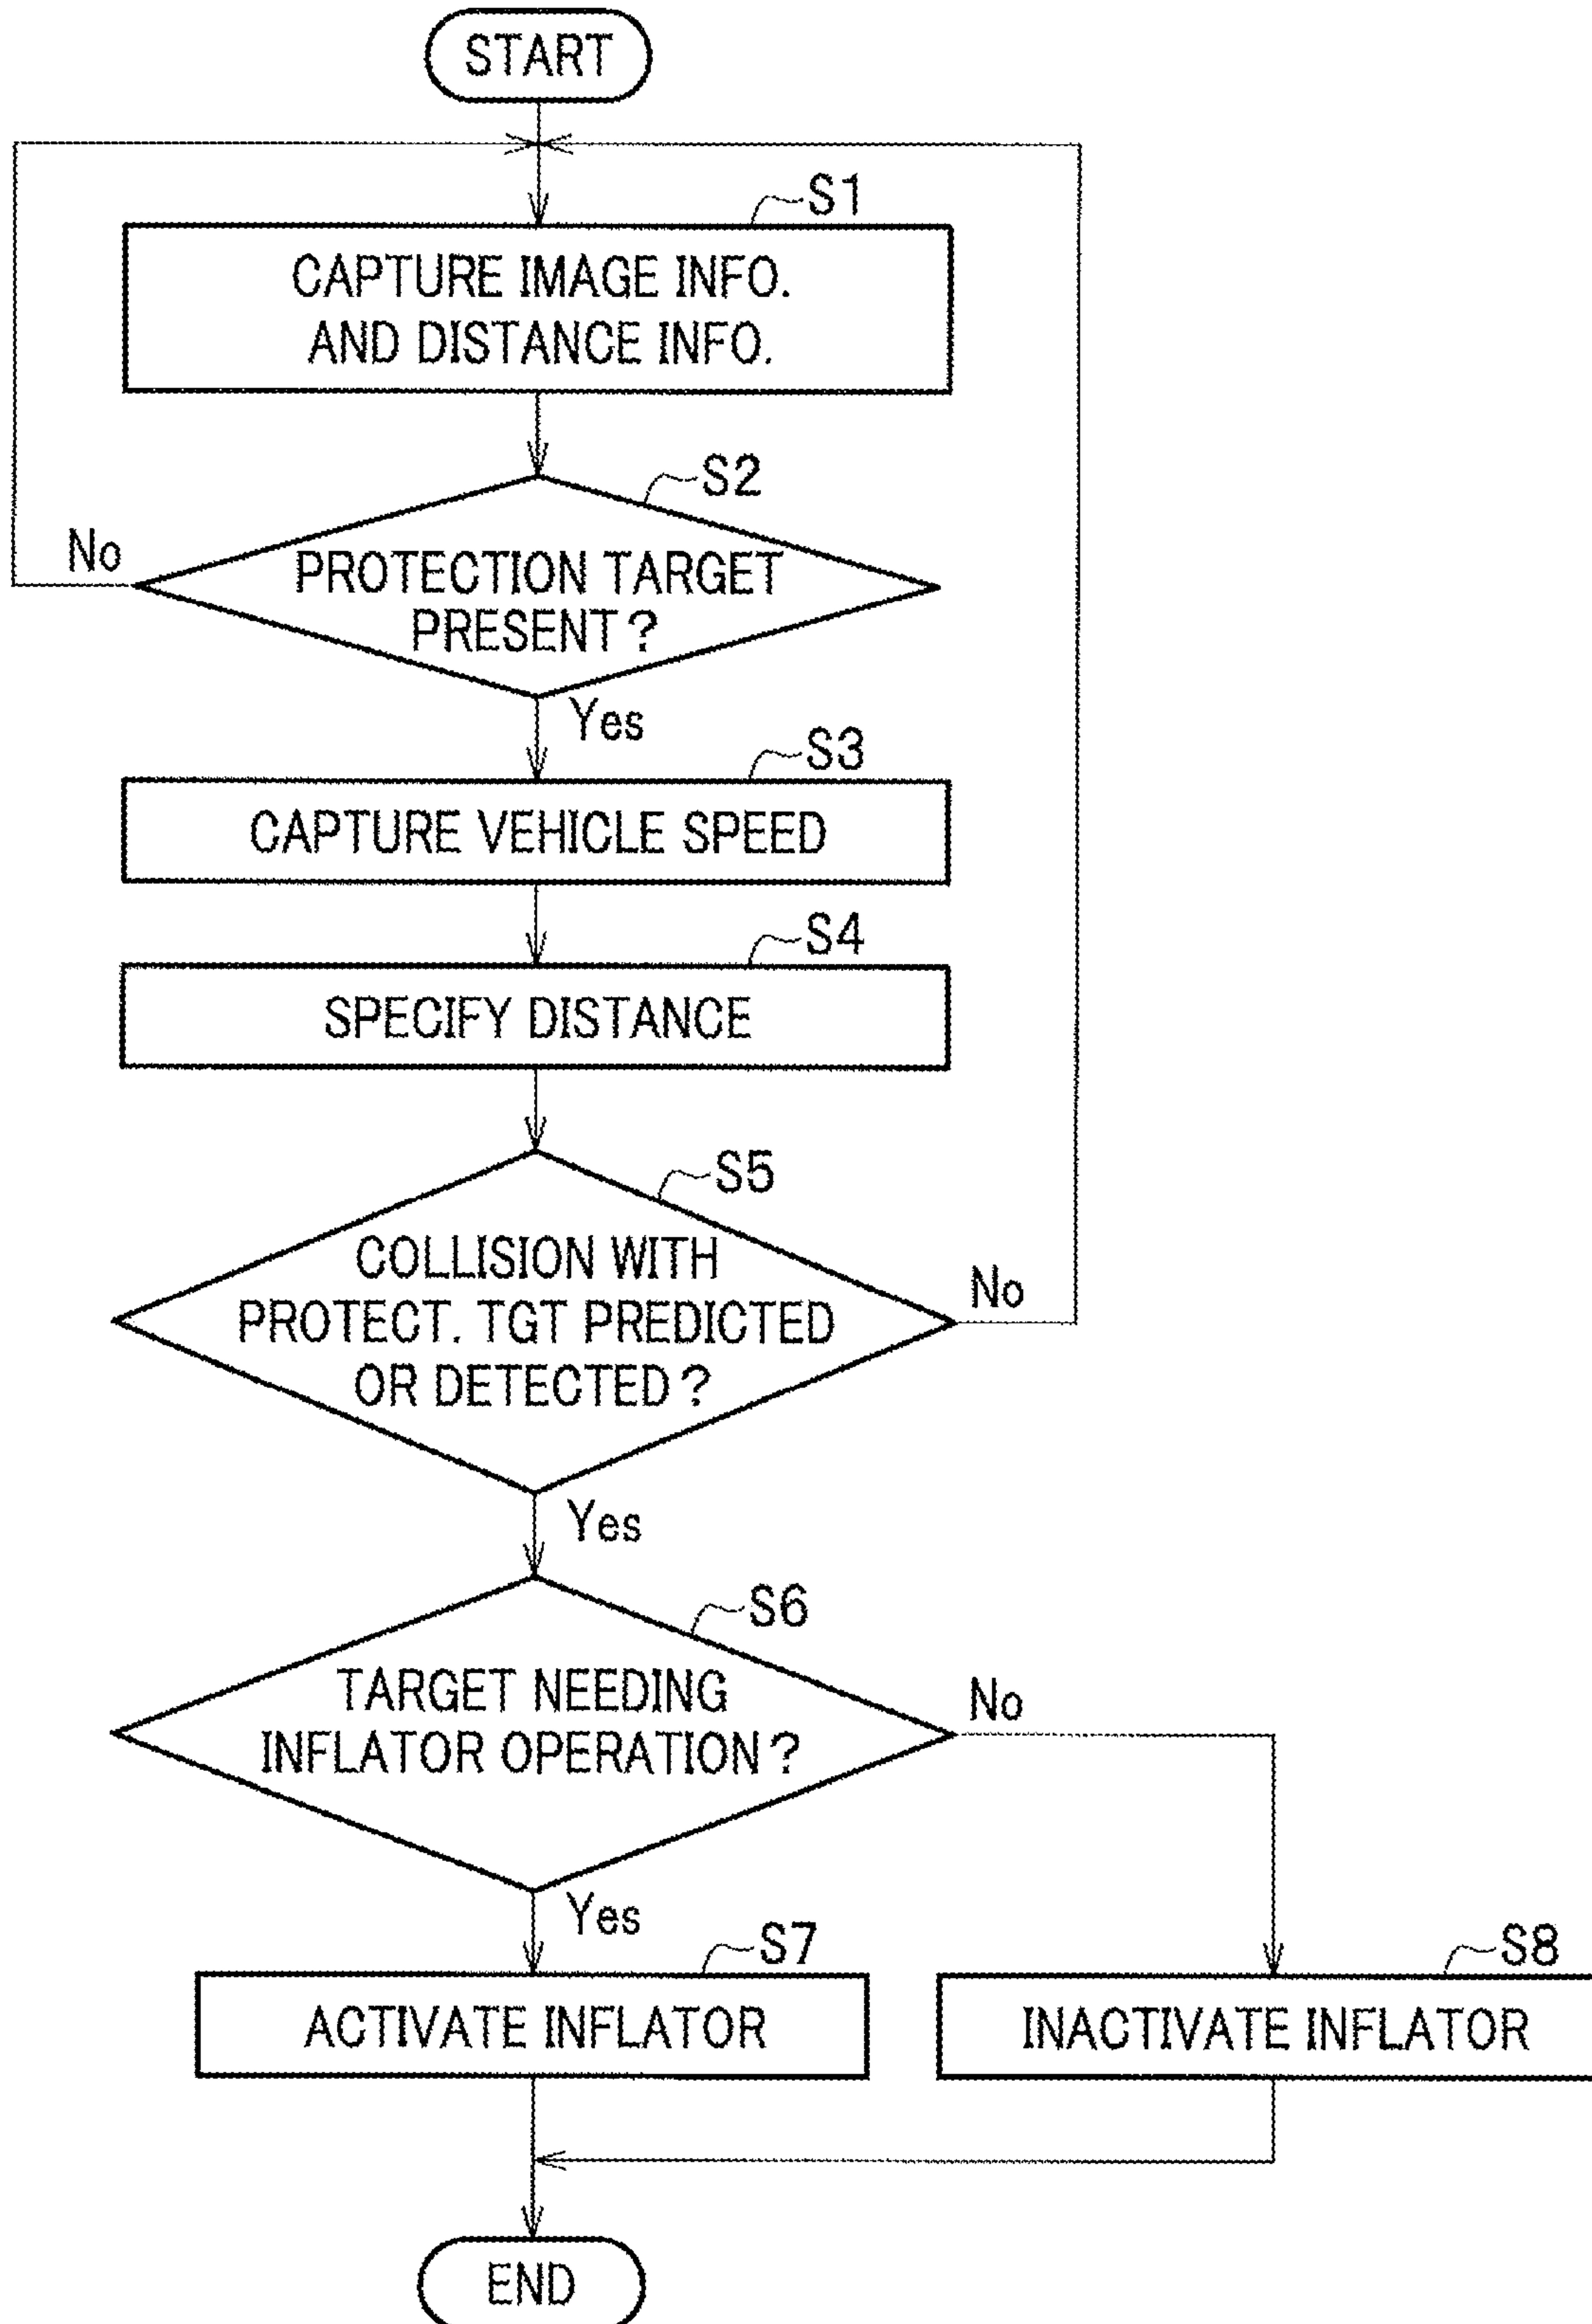 START
S1
CAPTURE IMAGE INFO.
AND DISTANCE INFO.
S2
No
PROTECTION TARGET
PRESENT?
Yes
S3
CAPTURE VEHICLE SPEED
S4
SPECIFY DISTANCE
S5
COLLISION WITH
No
PROTECT. TGT PREDICTED
OR DETECTED?
Yes
S6
TARGET NEEDING
No
INFLATOR OPERATION?
Yes
S7
S8
ACTIVATE INFLATOR
INACTIVATE INFLATOR
END